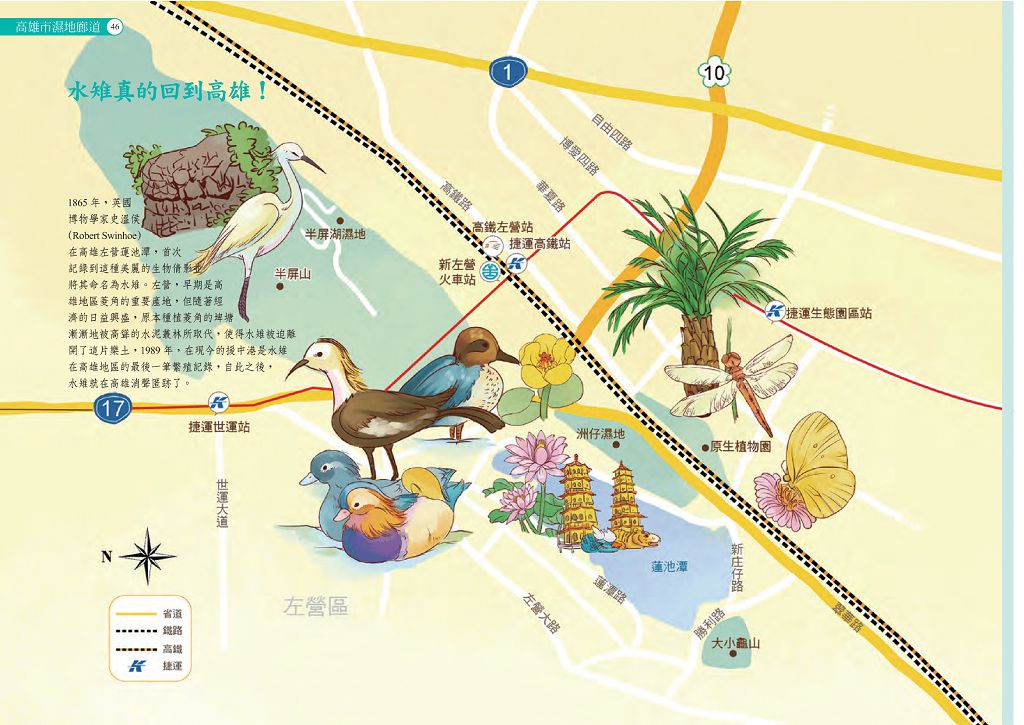 高雄市濕地廊道 46
水雉真的回到高雄！
1865 年，英國
博物學家史溫侯
(Robert Swinhoe)
在高雄左營蓮池潭，首次
記錄到這種美麗的生物倩影並
將其命名為水雉。左營，早期是高
雄地區菱角的重要產地，但隨著經
濟的日益興盛，原本種植菱角的埤塘
漸漸地被高聳的水泥叢林所取代，使得水雉被迫離
開了這片樂土，1989 年，在現今的援中港是水雉
在高雄地區的最後一筆繁殖記錄，自此之後，
水雉就在高雄消聲匿跡了。
1
10
自由四路
博愛四路
華夏路
高鐵路
高鐵左營站
捷運高鐵站
新左營
火車站
半屏湖濕地
半屏山
捷運生態園區站
17
捷運世運站
世運大道
洲仔濕地
原生植物園
蓮池潭
新庄仔路
蓮潭路
左營大路
勝利路
翠華路
大小龜山
左營區
N
省道
鐵路
高鐵
捷運